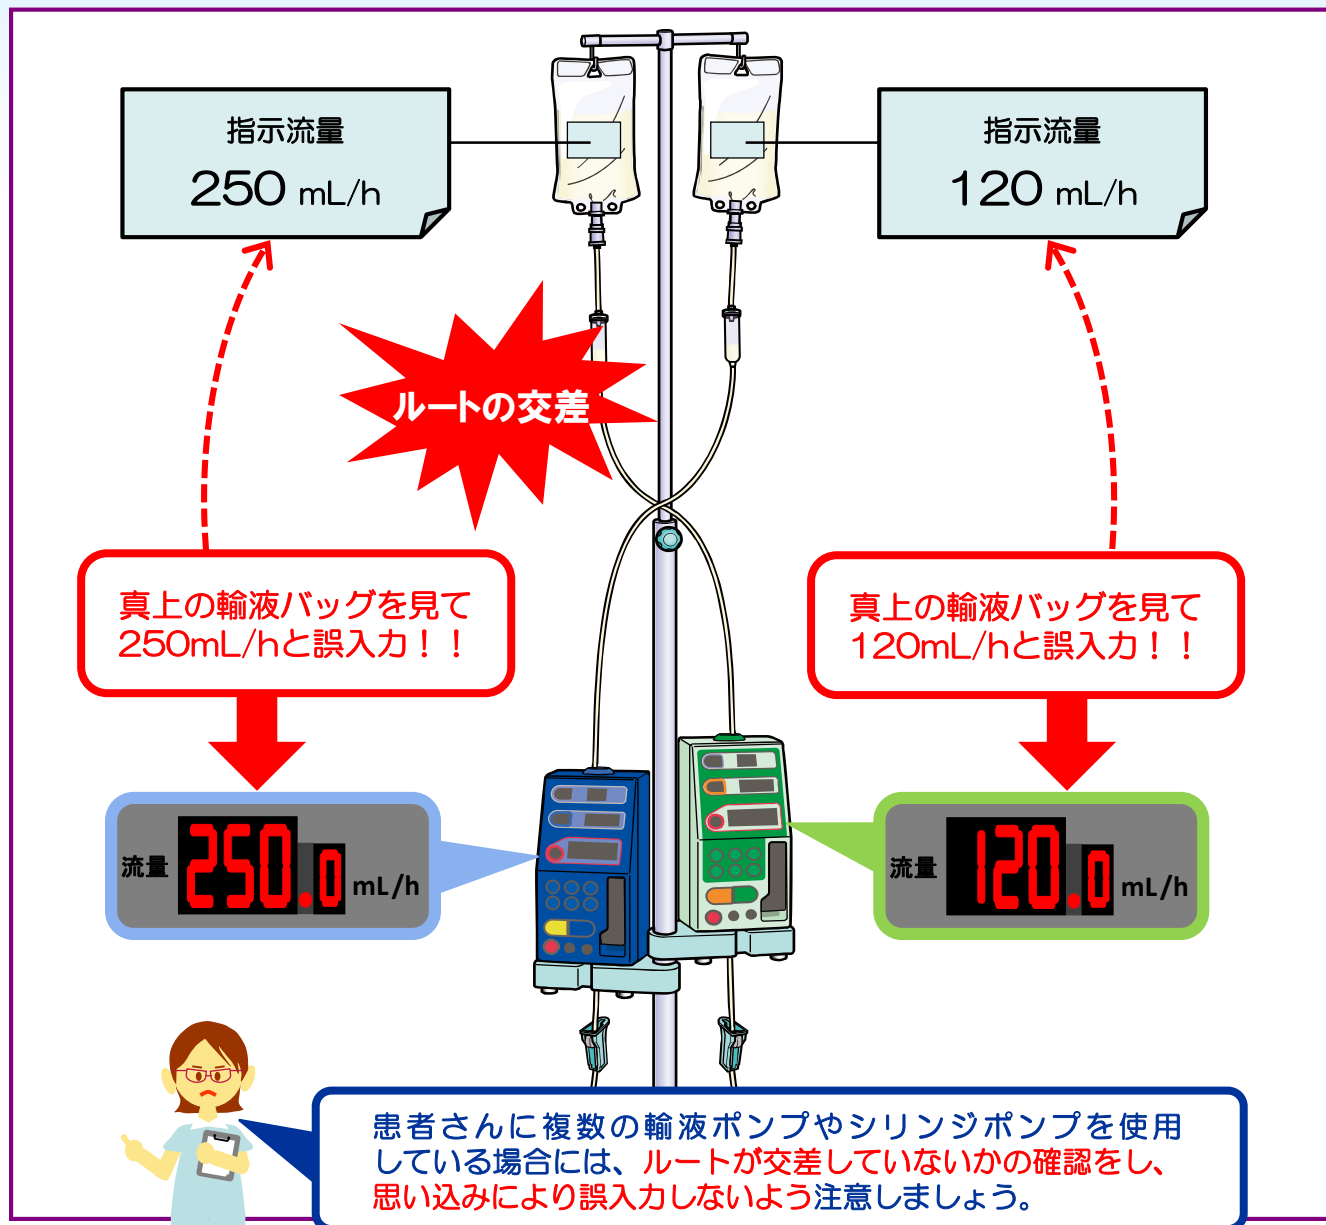 指示流量
250 mL/h
指示流量
120 mL/h
ルートの交差
真上の輸液バッグを見て
250mL/hと誤入力！！
真上の輸液バッグを見て
120mL/hと誤入力！！
流量 250.0 mL/h
流量 120.0 mL/h
患者さんに複数の輸液ポンプやシリンジポンプを使用
している場合には、ルートが交差していないかの確認をし、
思い込みにより誤入力しないよう注意しましょう。